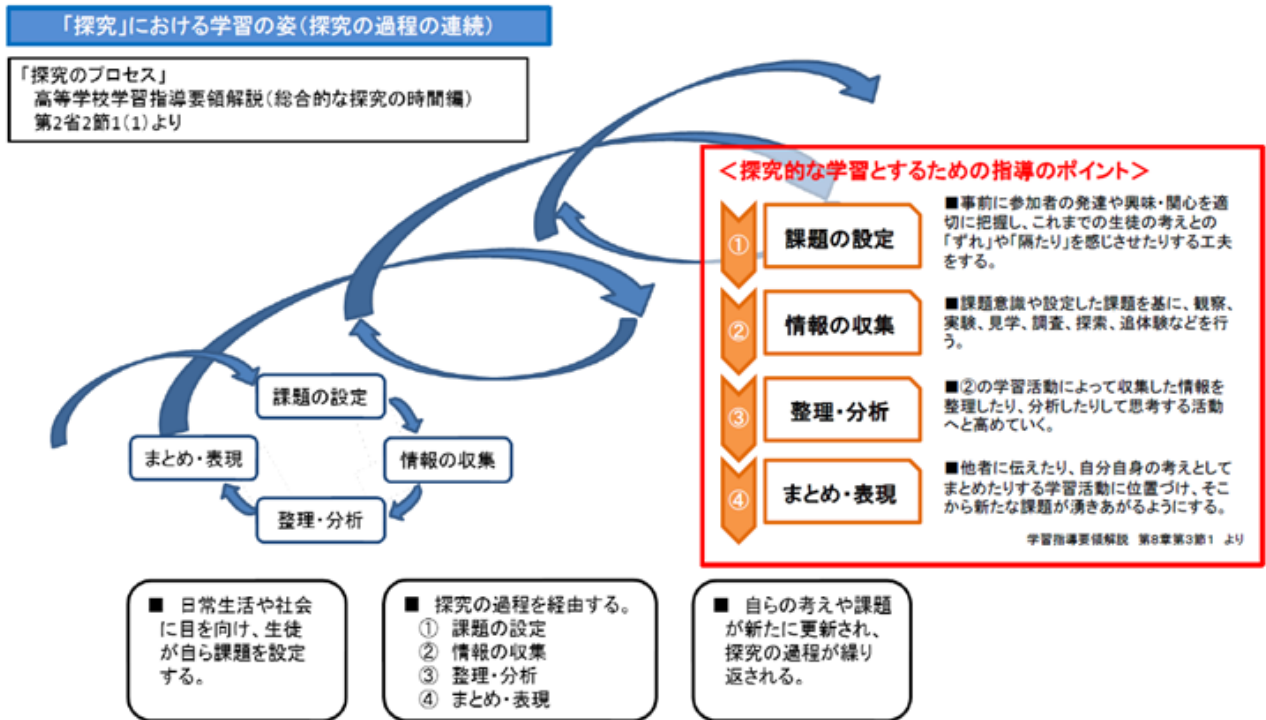 「探究」における学習の姿(探究の過程の連続)
「探究のプロセス」
高等学校学習指導要領解説(総合的な探究の時間編)
第2省2節1(1)より
課題の設定
情報の収集
整理・分析
まとめ・表現
<探究的な学習とするための指導のポイント>
①
課題の設定
■事前に参加者の発達や興味・関心を適
切に把握し、これまでの生徒の考えとの
「ずれ」や「隔たり」を感じさせたりする工夫
をする。
②
情報の収集
■課題意識や設定した課題を基に、観察、
実験、見学、調査、探索、追体験などを行
う。
③
整理・分析
■②の学習活動によって収集した情報を
整理したり、分析したりして思考する活動
へと高めていく。
④
まとめ・表現
■他者に伝えたり、自分自身の考えとして
まとめたりする学習活動に位置づけ、そこ
から新たな課題が湧きあがるようにする。
学習指導要領解説 第8章第3節1 より
■ 日常生活や社会
に目を向け、生徒
が自ら課題を設定
する。
■ 探究の過程を経由する。
① 課題の設定
② 情報の収集
③ 整理・分析
④ まとめ・表現
■ 自らの考えや課題
が新たに更新され、
探究の過程が繰り
返される。